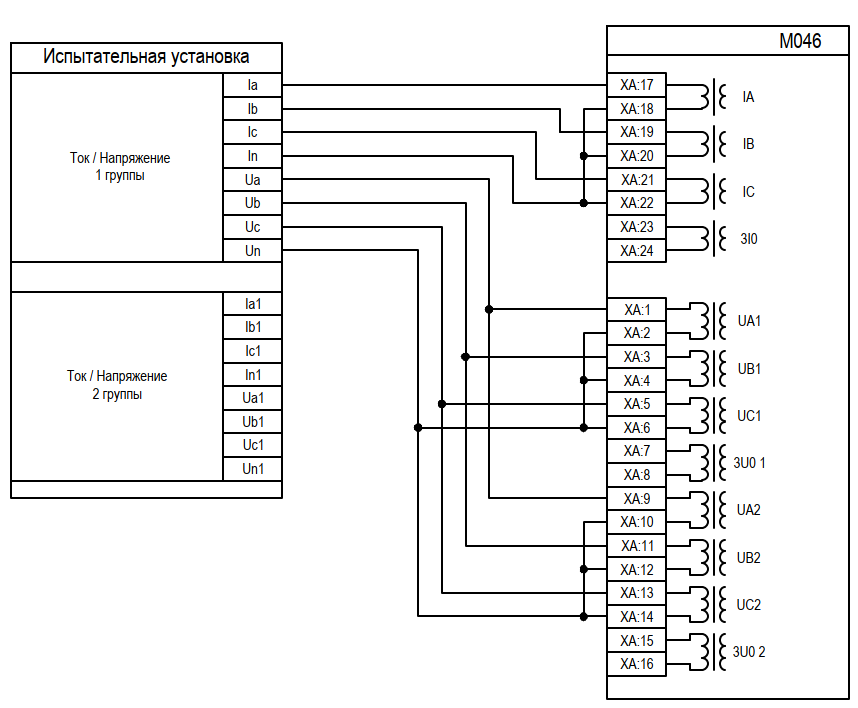 Испытательная установка
Ток / Напряжение
1 группы
Ia
Ib
Ic
In
Ua
Ub
Uc
Un
Ток / Напряжение
2 группы
Ia1
Ib1
Ic1
In1
Ua1
Ub1
Uc1
Un1
М046
XA:17
XA:18
IA
XA:19
XA:20
IB
XA:21
XA:22
IC
XA:23
XA:24
3I0
XA:1
XA:2
UA1
XA:3
XA:4
UB1
XA:5
XA:6
UC1
XA:7
XA:8
3U0 1
XA:9
XA:10
UA2
XA:11
XA:12
UB2
XA:13
XA:14
UC2
XA:15
XA:16
3U0 2